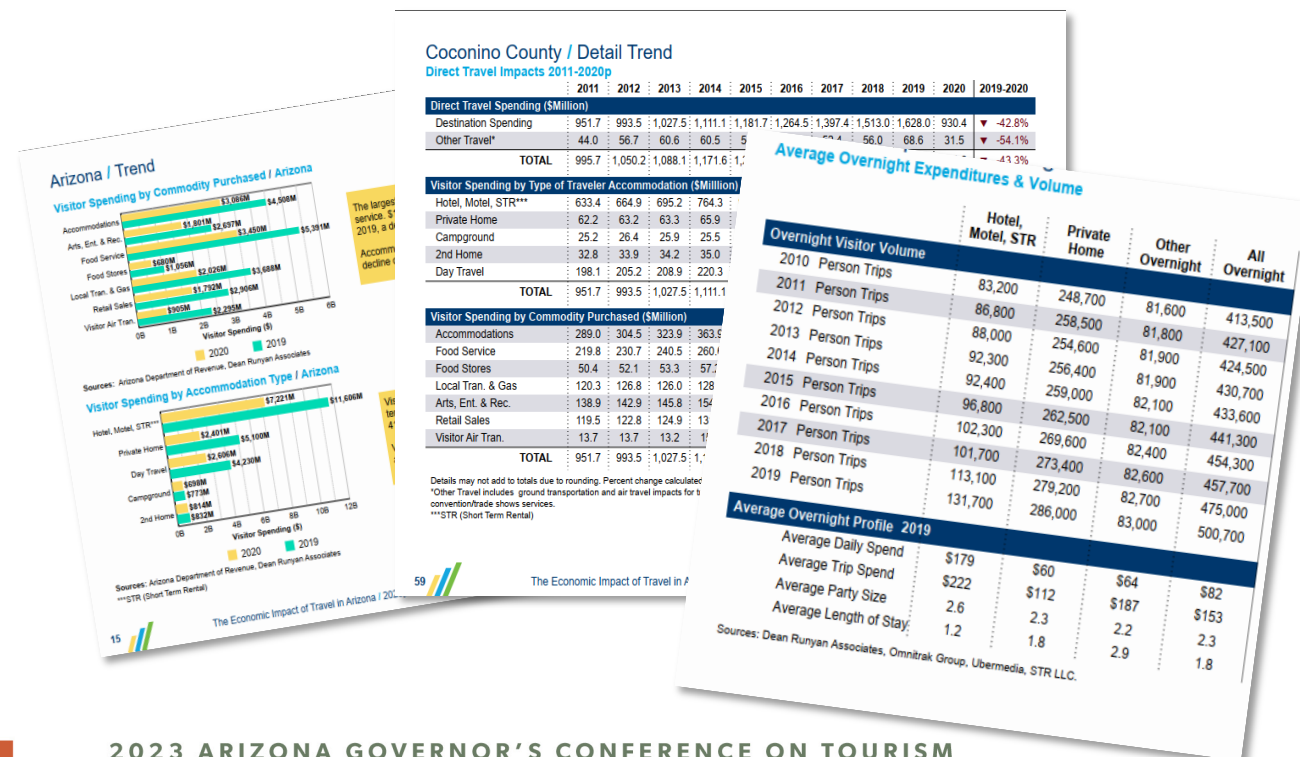 Arizona / Trend
Visitor Spending by Commodity Purchased / Arizona
Accommodations $3,086M $4,508M
Arts, Ent. & Rec. $1,801M $2,697M
Food Service $3,450M $5,391M
Food Stores $680M $1,056M
Local Tran. & Gas $2,026M $3,688M
Retail Sales $1,792M $2,906M
Visitor Air Tran. $905M $2,295M
0B 1B 2B 3B 4B 5B 6B
Visitor Spending ($)
2020 2019
Sources: Arizona Department of Revenue, Dean Runyan Associates
The larges
service. $
2019, a d
Accomm
decline
Visitor Spending by Accommodation Type / Arizona
Hotel, Motel, STR*** $7,221M $11,606M
Private Home $2,401M $5,100M
Day Travel $2,606M $4,230M
Campground $698M $773M
2nd Home $814M $832M
0B 2B 4B 6B 8B 10B 12B
Visitor Spending ($)
2020 2019
Sources: Arizona Department of Revenue, Dean Runyan Associates
***STR (Short Term Rental)
15 The Economic Impact of Travel in Arizona / 202
Coconino County / Detail Trend
Direct Travel Impacts 2011-2020p
2011 2012 2013 2014 2015 2016 2017 2018 2019 2020 2019-2020
Direct Travel Spending ($Million)
Destination Spending 951.7 993.5 1,027.5 1,111.1 1,181.7 1,264.5 1,397.4 1,513.0 1,628.0 930.4 ▼ -42.8%
Other Travel* 44.0 56.7 60.6 60.5 5 56.0 68.6 31.5 ▼ -54.1%
TOTAL 995.7 1,050.2 1,088.1 1,171.6 1, ▼ -43.3%
Visitor Spending by Type of Traveler Accommodation ($Milllion)
Hotel, Motel, STR*** 633.4 664.9 695.2 764.3
Private Home 62.2 63.2 63.3 65.9
Campground 25.2 26.4 25.9 25.5
2nd Home 32.8 33.9 34.2 35.0
Day Travel 198.1 205.2 208.9 220.3
TOTAL 951.7 993.5 1,027.5 1,111.1
Visitor Spending by Commodity Purchased ($Million)
Accommodations 289.0 304.5 323.9 363.9
Food Service 219.8 230.7 240.5 260.
Food Stores 50.4 52.1 53.3 57.
Local Tran. & Gas 120.3 126.8 126.0 128
Arts, Ent. & Rec. 138.9 142.9 145.8 154
Retail Sales 119.5 122.8 124.9 13
Visitor Air Tran. 13.7 13.7 13.2 1
TOTAL 951.7 993.5 1,027.5 1,
Details may not add to totals due to rounding. Percent change calculated
*Other Travel includes ground transportation and air travel impacts for t
convention/trade shows services.
***STR (Short Term Rental)
59 The Economic Impact of Travel in A
Average Overnight Expenditures & Volume
Hotel, Motel, STR Private Home Other Overnight All Overnight
Overnight Visitor Volume
2010 Person Trips 83,200 248,700 81,600 413,500
2011 Person Trips 86,800 258,500 81,800 427,100
2012 Person Trips 88,000 254,600 81,900 424,500
2013 Person Trips 92,300 256,400 81,900 430,700
2014 Person Trips 92,400 259,000 82,100 433,600
2015 Person Trips 96,800 262,500 82,100 441,300
2016 Person Trips 102,300 269,600 82,400 454,300
2017 Person Trips 101,700 273,400 82,600 457,700
2018 Person Trips 113,100 279,200 82,700 475,000
2019 Person Trips 131,700 286,000 83,000 500,700
Average Overnight Profile 2019
Average Daily Spend $179 $60 $64 $82
Average Trip Spend $222 $112 $187 $153
Average Party Size 2.6 2.3 2.2 2.3
Average Length of Stay 1.2 1.8 2.9 1.8
Sources: Dean Runyan Associates, Omnitrak Group, Ubermedia, STR LLC.
2023 ARIZONA GOVERNOR'S CONFERENCE ON TOURISM